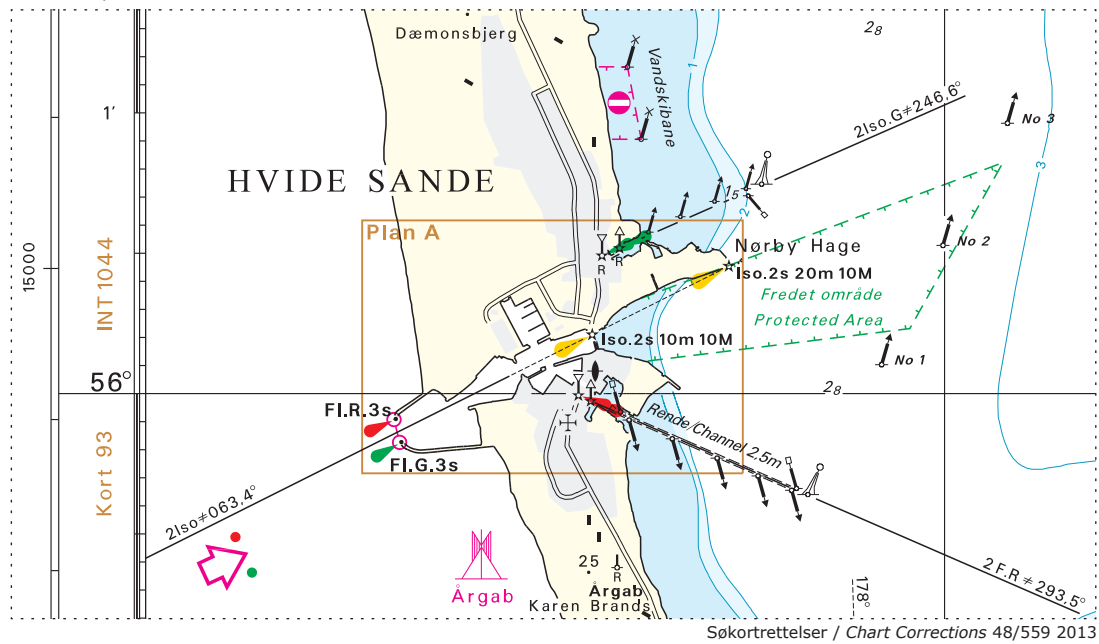 Dæmonsbjerg
2₈
1
Vandskibane
1'
2Iso.G≠246,6°
No 3
3
HVIDE SANDE
1₅
2
Plan A
Nørby Hage
No 2
R
R
15000
INT1044
Iso.2s 20m 10M
Fredet område
Protected Area
Iso.2s 10m 10M
No 1
56°
2₈
Fl.R.3s
Rende/Channel 2.5m
Fl.G.3s
Kort 93
2Iso≠063,4°
25
R
Årgab
Årgab
Karen Brands
178°
2 F.R ≠ 293,5°
Søkortrettelser / Chart Corrections 48/559 2013